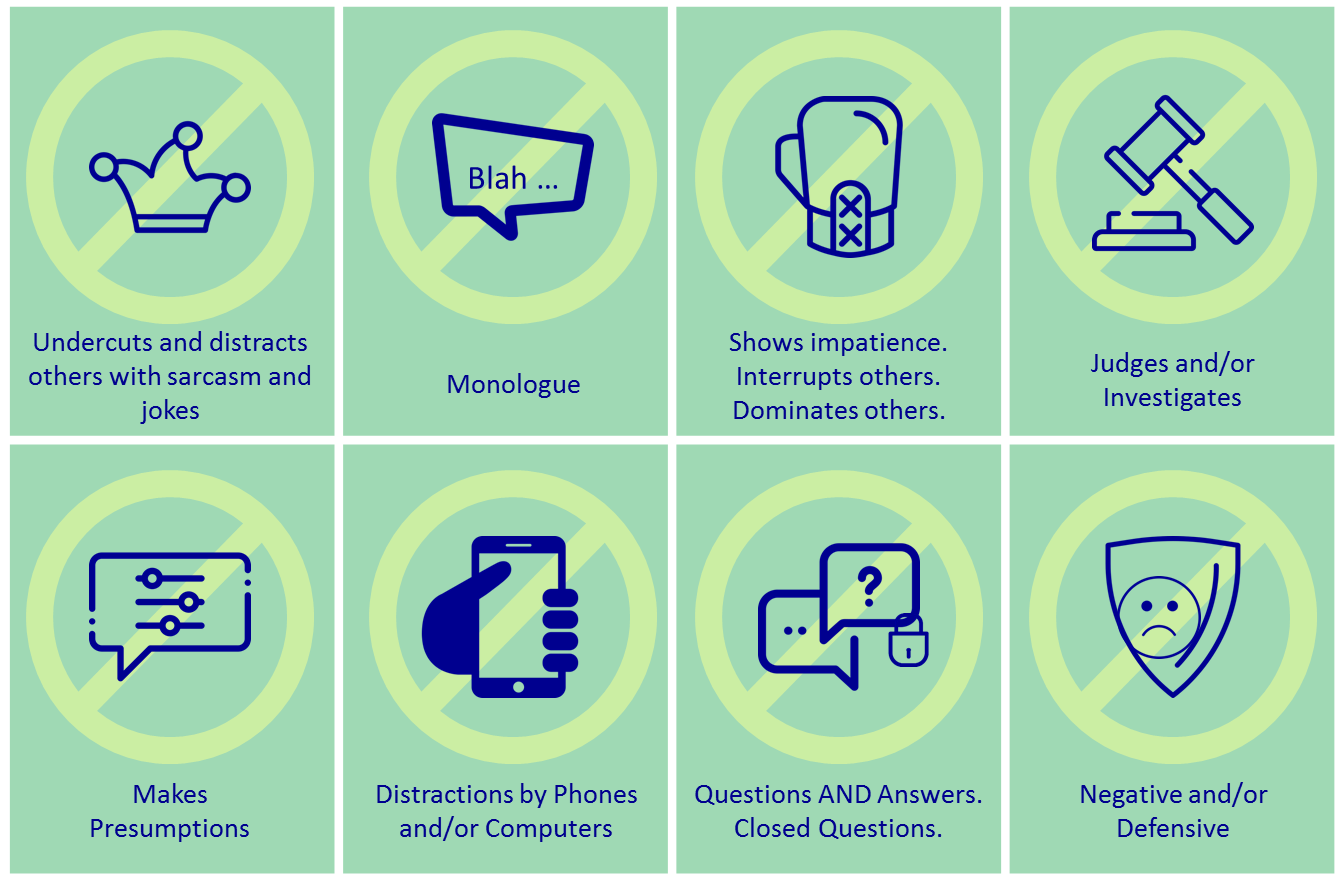 Undercuts and distracts
others with sarcasm and
jokes
Blah ...
Monologue
Shows impatience.
Interrupts others.
Dominates others.
Judges and/or
Investigates
Makes
Presumptions
Distractions by Phones
and/or Computers
?
Questions AND Answers.
Closed Questions.
Negative and/or
Defensive